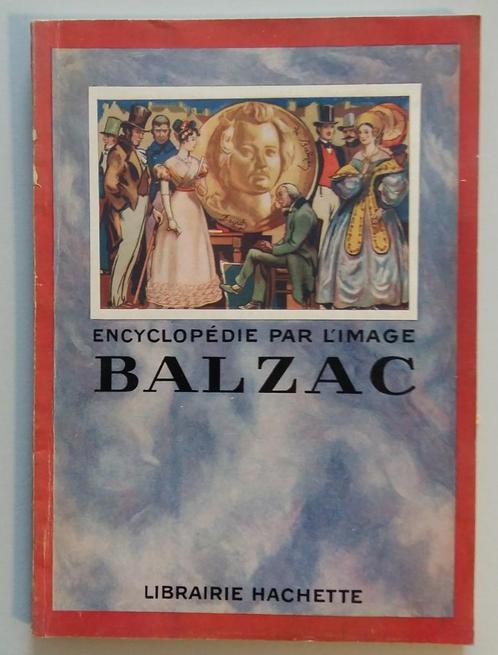 ENCYCLOPÉDIE PAR L'IMAGE
BALZAC
LIBRAIRIE HACHETTE